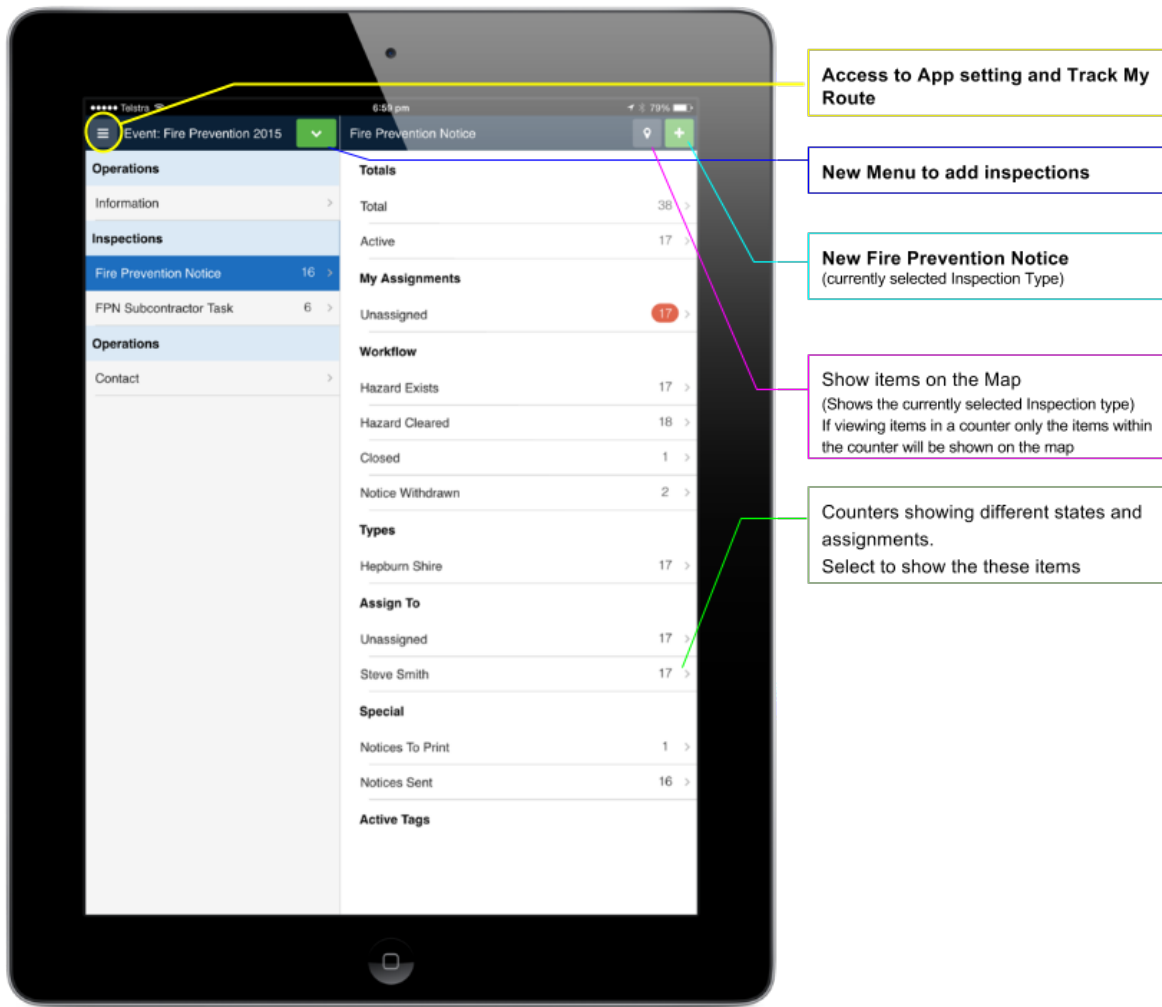 Telstra
6:59 pm
79%
Event: Fire Prevention 2015
Fire Prevention Notice
Operations
Information
Inspections
Fire Prevention Notice 16
FPN Subcontractor Task 6
Operations
Contact
Totals
Total 38
Active 17
My Assignments
Unassigned 17
Workflow
Hazard Exists 17
Hazard Cleared 18
Closed 1
Notice Withdrawn 2
Types
Hepburn Shire 17
Assign To
Unassigned 17
Steve Smith 17
Special
Notices To Print 1
Notices Sent 16
Active Tags
Access to App setting and Track My
Route
New Menu to add inspections
New Fire Prevention Notice
(currently selected Inspection Type)
Show items on the Map
(Shows the currently selected Inspection type)
If viewing items in a counter only the items within
the counter will be shown on the map
Counters showing different states and
assignments.
Select to show the these items